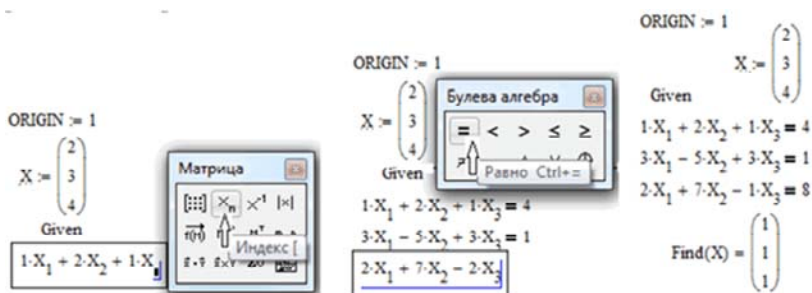 ORIGIN := 1
X := (2 3 4)
Given
1·X₁ + 2·X₂ + 1·X
Матрица
Xₙ X⁻¹ |×|
Индекс [
ORIGIN := 1
X := (2 3 4)
Given
1·X₁ + 2·X₂ + 1·X₃ = 4
3·X₁ − 5·X₂ + 3·X₃ = 1
2·X₁ + 7·X₂ − 2·X₃
Булева алгебра
= < > ≤ ≥
Равно Ctrl+=
ORIGIN := 1
X := (2 3 4)
Given
1·X₁ + 2·X₂ + 1·X₃ = 4
3·X₁ − 5·X₂ + 3·X₃ = 1
2·X₁ + 7·X₂ − 1·X₃ = 8
Find(X) = (1 1 1)